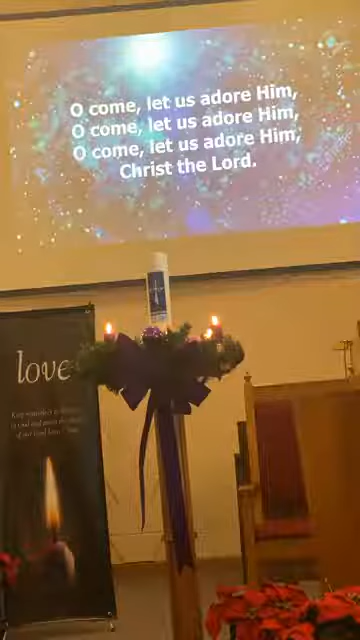 O come, let us adore Him,
O come, let us adore Him,
O come, let us adore Him,
Christ the Lord.
love